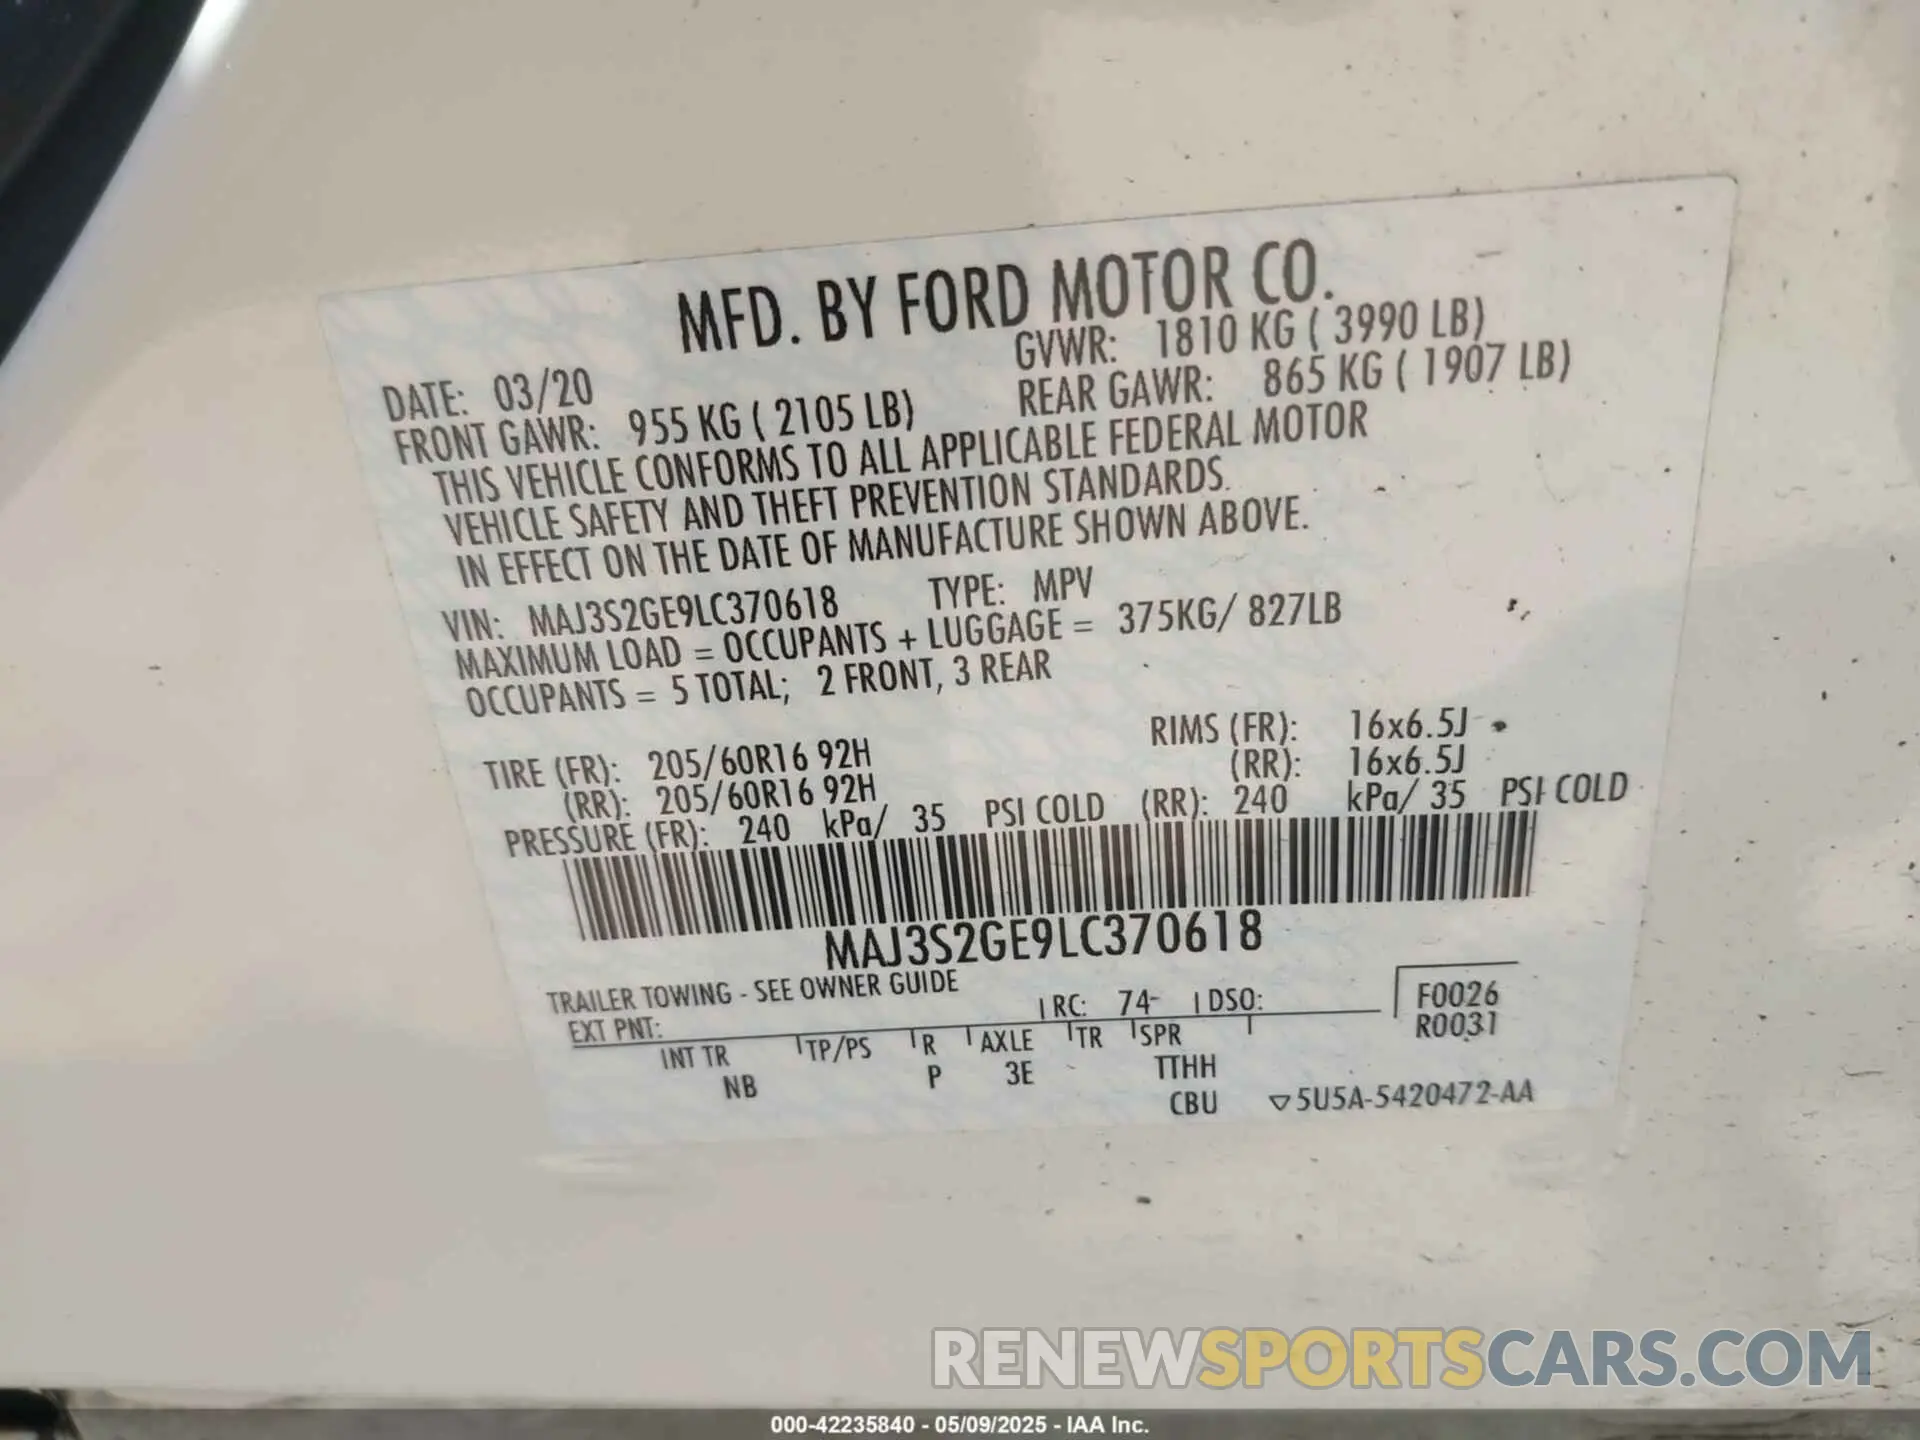 MFD. BY FORD MOTOR CO.
DATE: 03/20 GVWR: 1810 KG ( 3990 LB)
FRONT GAWR: 955 KG ( 2105 LB) REAR GAWR: 865 KG ( 1907 LB)
THIS VEHICLE CONFORMS TO ALL APPLICABLE FEDERAL MOTOR
VEHICLE SAFETY AND THEFT PREVENTION STANDARDS.
IN EFFECT ON THE DATE OF MANUFACTURE SHOWN ABOVE.
VIN: MAJ3S2GE9LC370618 TYPE: MPV
MAXIMUM LOAD = OCCUPANTS + LUGGAGE = 375KG/ 827LB
OCCUPANTS = 5 TOTAL; 2 FRONT, 3 REAR
TIRE (FR): 205/60R16 92H RIMS (FR): 16x6.5J
(RR): 205/60R16 92H (RR): 16x6.5J
PRESSURE (FR): 240 kPa/ 35 PSI COLD (RR): 240 kPa/ 35 PSI COLD
MAJ3S2GE9LC370618
TRAILER TOWING - SEE OWNER GUIDE
EXT PNT: RC: 74- DSO: F0026
R0031
INT TR TP/PS R AXLE TR SPR
NB P 3E TTHH
CBU ▽5U5A-5420472-AA
RENEWSPORTSCARS.COM
000-42235840 - 05/09/2025 - IAA Inc.